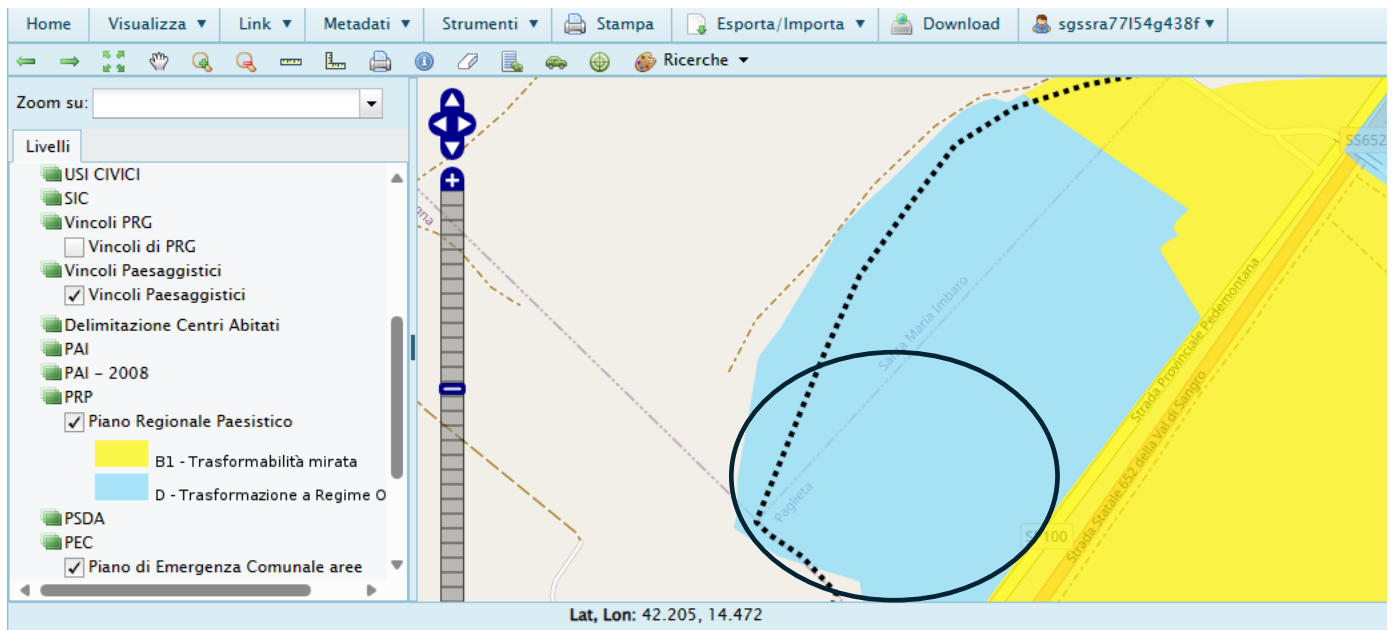 Home Visualizza Link Metadati Strumenti Stampa Esporta/Importa Download sgssra77l54g438f
Ricerche
Zoom su:
Livelli
USI CIVICI
SIC
Vincoli PRG
Vincoli di PRG
Vincoli Paesaggistici
Vincoli Paesaggistici
Delimitazione Centri Abitati
PAI
PAI - 2008
PRP
Piano Regionale Paesistico
B1 - Trasformabilità mirata
D - Trasformazione a Regime O
PSDA
PEC
Piano di Emergenza Comunale aree
SS652
Santa Maria Imbaro
Paglieta
Strada Provinciale Pedemontana
Strada Statale 652 della Val di Sangro
Lat, Lon: 42.205, 14.472